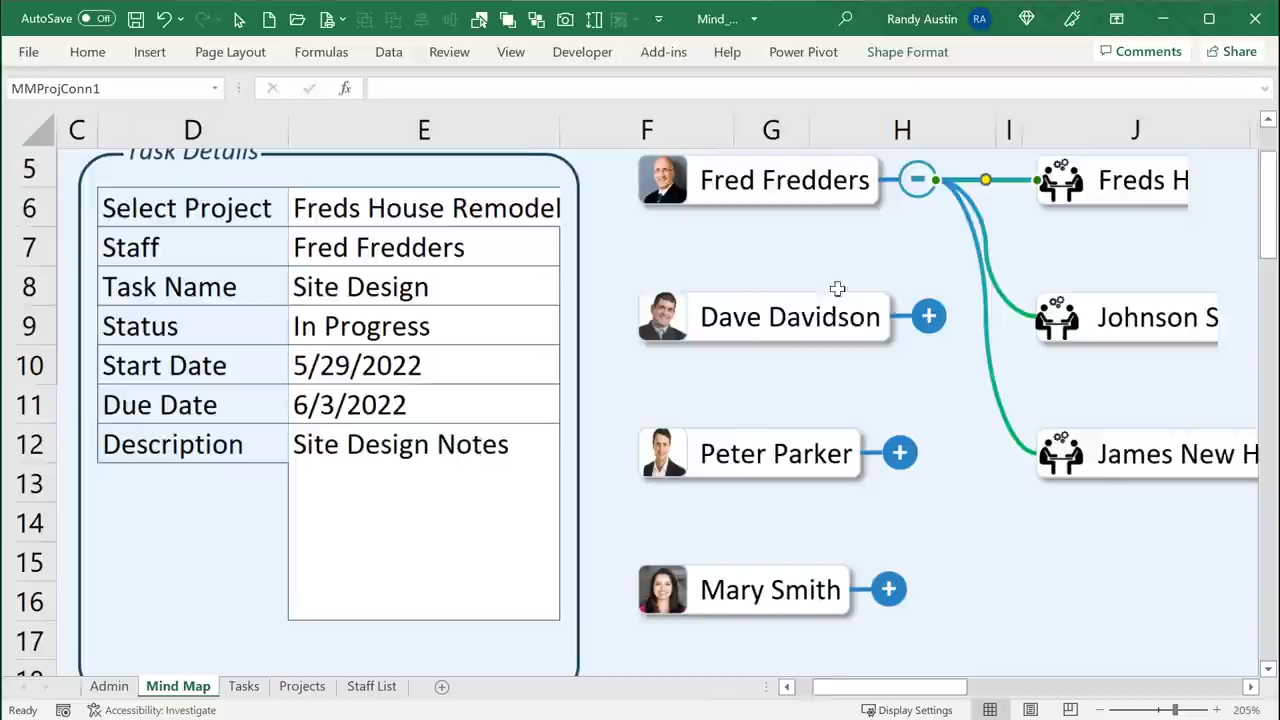 AutoSave Off Mind_... Randy Austin RA
File Home Insert Page Layout Formulas Data Review View Developer Add-ins Help Power Pivot Shape Format Comments Share
MMProjConn1 fx
C D E F G H I J
Task Details
5 Fred Fredders Freds H
6 Select Project Freds House Remodel
7 Staff Fred Fredders
8 Task Name Site Design
9 Status In Progress Dave Davidson Johnson S
10 Start Date 5/29/2022
11 Due Date 6/3/2022
12 Description Site Design Notes Peter Parker James New H
13
14
15
16 Mary Smith
17
Admin Mind Map Tasks Projects Staff List
Ready Accessibility: Investigate Display Settings 205%